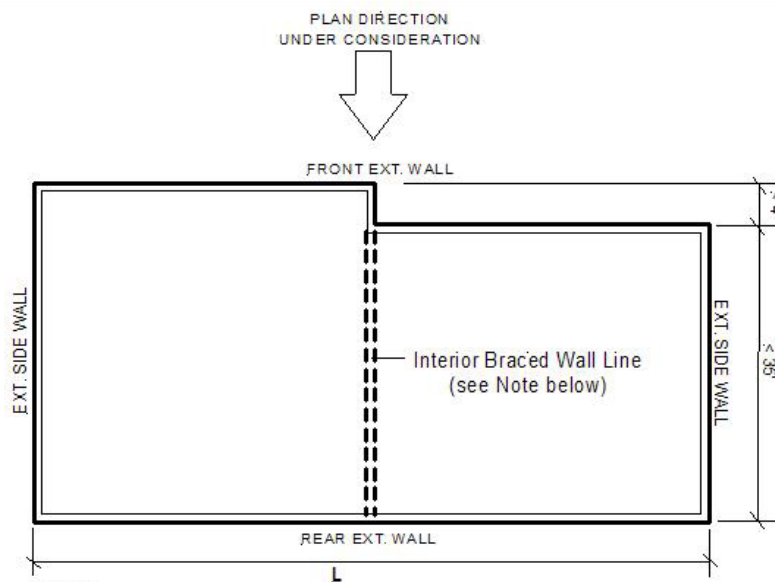 PLAN DIRECTION
UNDER CONSIDERATION
FRONT EXT. WALL
EXT. SIDE WALL
Interior Braced Wall Line
(see Note below)
EXT. SIDE WALL
< 35'
REAR EXT. WALL
L